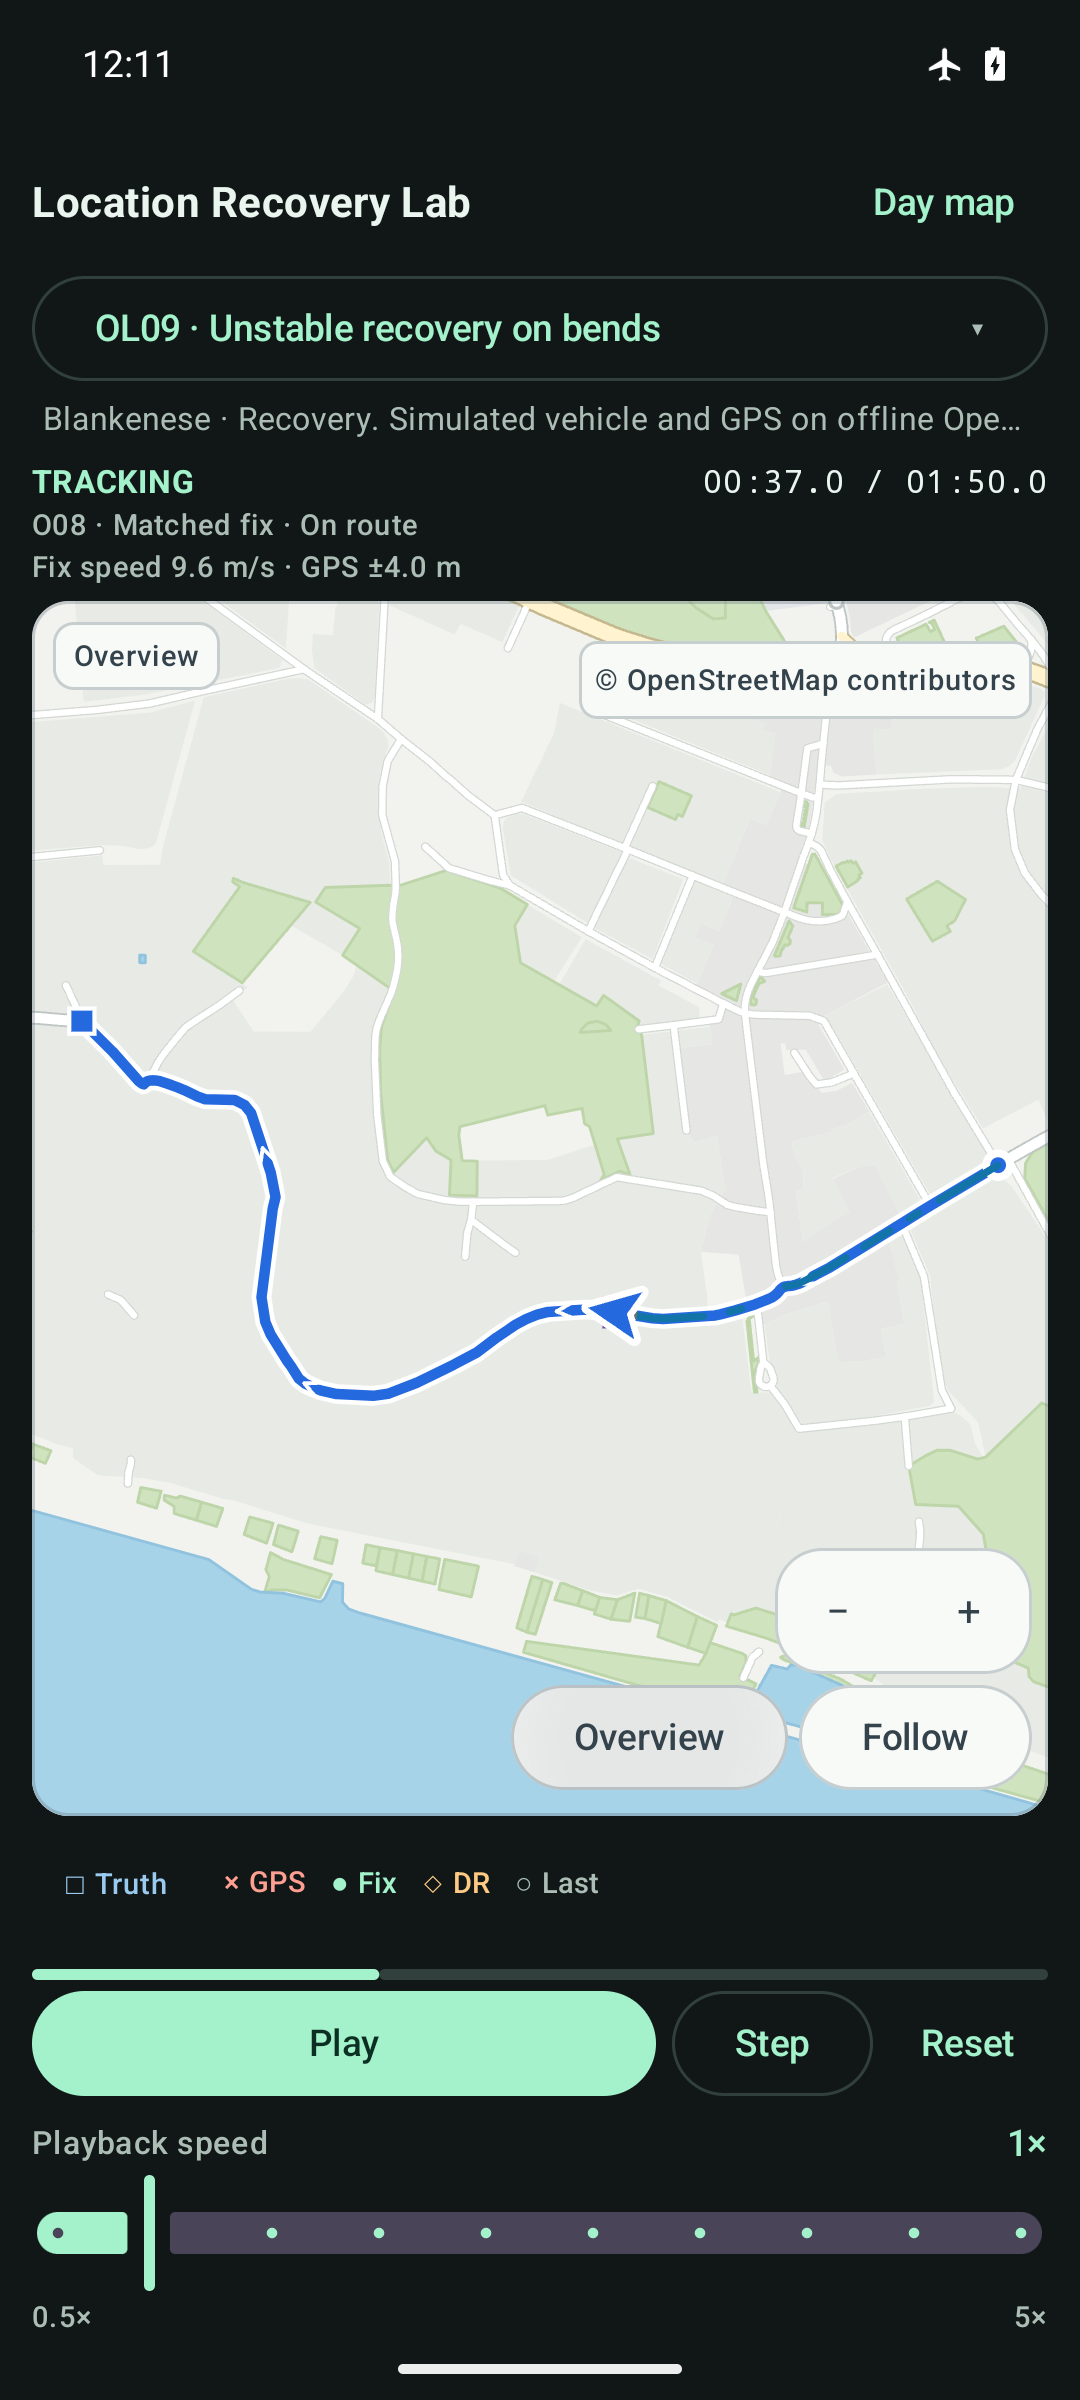 12:11
Location Recovery Lab
Day map
OL09 · Unstable recovery on bends ▾
Blankenese · Recovery. Simulated vehicle and GPS on offline Ope…
TRACKING
00:37.0 / 01:50.0
O08 · Matched fix · On route
Fix speed 9.6 m/s · GPS ±4.0 m
Overview
© OpenStreetMap contributors
− +
Overview
Follow
□ Truth × GPS ● Fix ◇ DR ○ Last
Play
Step
Reset
Playback speed
1×
0.5×
5×